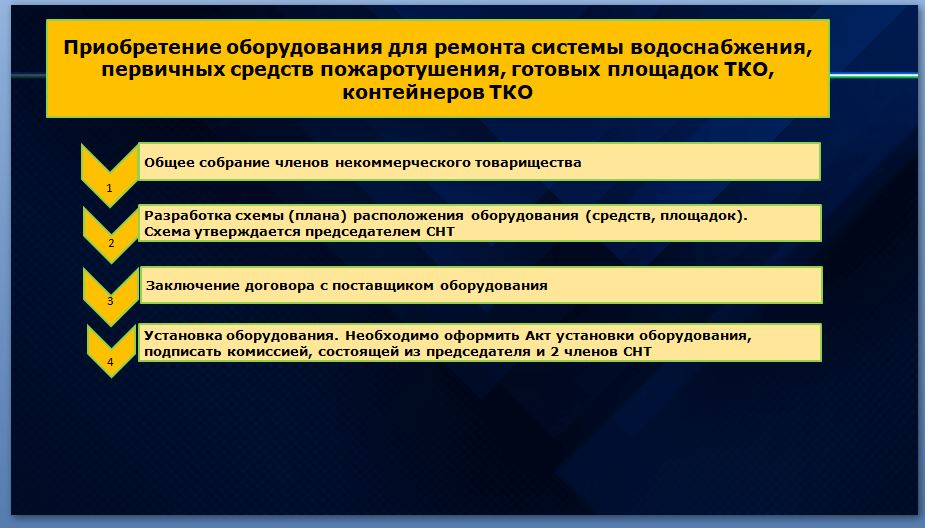 Приобретение оборудования для ремонта системы водоснабжения,
первичных средств пожаротушения, готовых площадок ТКО,
контейнеров ТКО
1
Общее собрание членов некоммерческого товарищества
2
Разработка схемы (плана) расположения оборудования (средств, площадок).
Схема утверждается председателем СНТ
3
Заключение договора с поставщиком оборудования
4
Установка оборудования. Необходимо оформить Акт установки оборудования,
подписать комиссией, состоящей из председателя и 2 членов СНТ